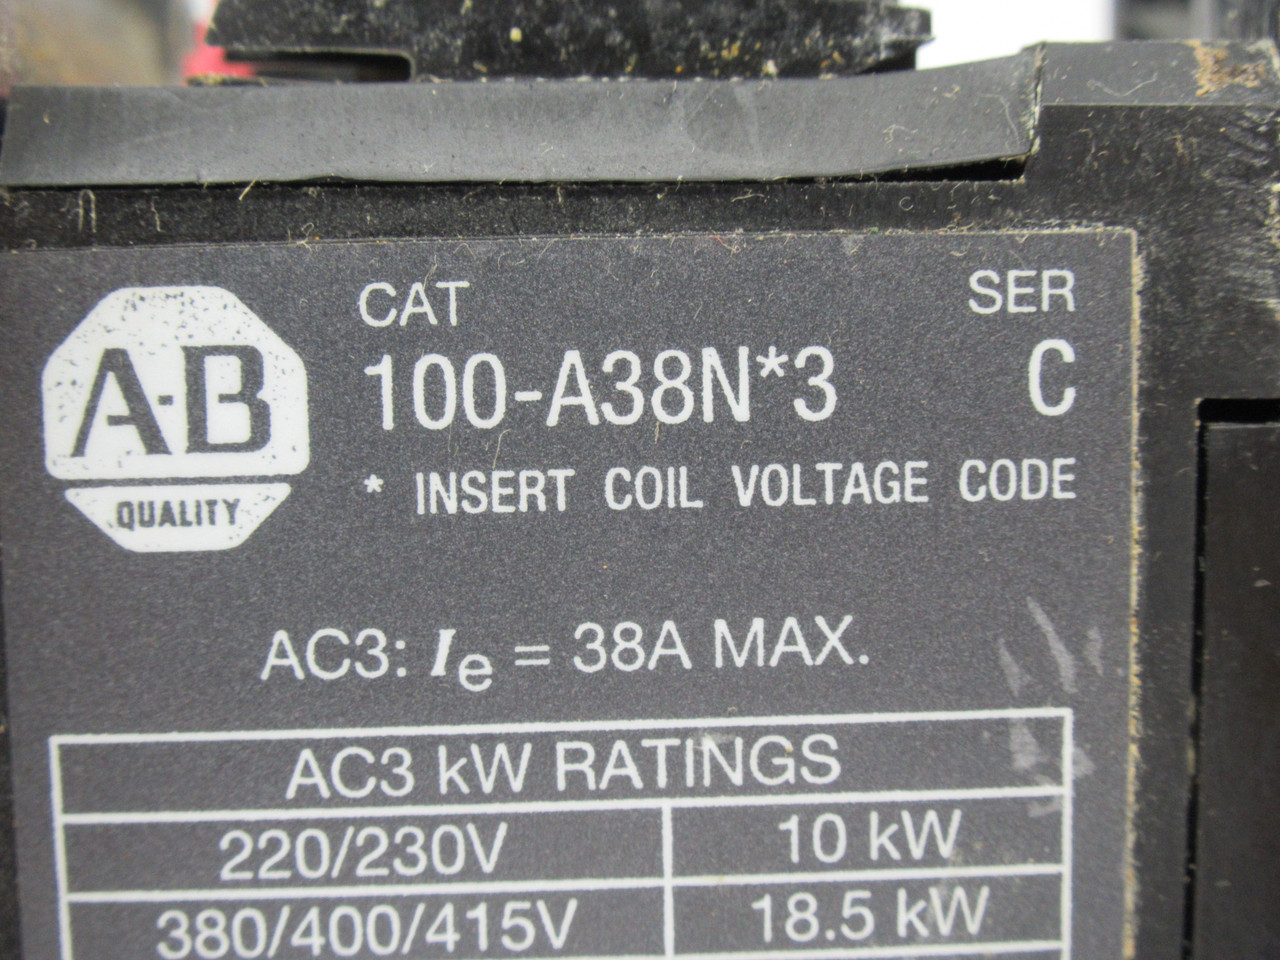 A-B
QUALITY
CAT
SER
100-A38N*3
C
* INSERT COIL VOLTAGE CODE
AC3: Ie = 38A MAX.
AC3 kW RATINGS
220/230V 10 kW
380/400/415V 18.5 kW